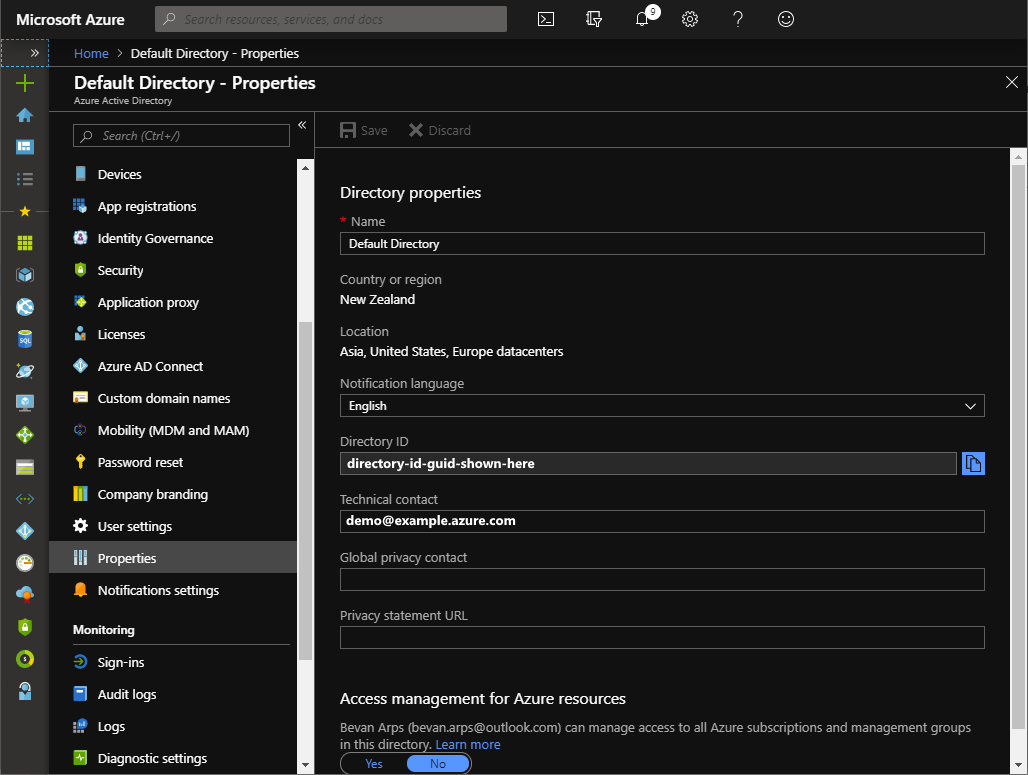 Microsoft Azure
Search resources, services, and docs
9
Home > Default Directory - Properties
Default Directory - Properties
Azure Active Directory
Search (Ctrl+/)
Devices
App registrations
Identity Governance
Security
Application proxy
Licenses
Azure AD Connect
Custom domain names
Mobility (MDM and MAM)
Password reset
Company branding
User settings
Properties
Notifications settings
Monitoring
Sign-ins
Audit logs
Logs
Diagnostic settings
Save
Discard
Directory properties
* Name
Default Directory
Country or region
New Zealand
Location
Asia, United States, Europe datacenters
Notification language
English
Directory ID
directory-id-guid-shown-here
Technical contact
demo@example.azure.com
Global privacy contact
Privacy statement URL
Access management for Azure resources
Bevan Arps (bevan.arps@outlook.com) can manage access to all Azure subscriptions and management groups
in this directory. Learn more
Yes No
SQL